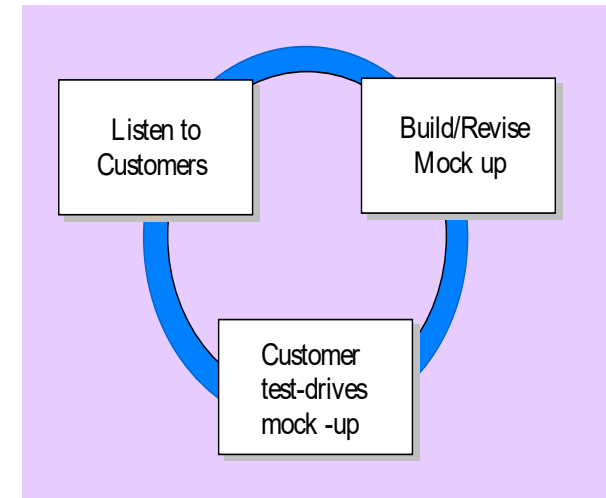 Listen to
Customers
Build/Revise
Mock up
Customer
test-drives
mock -up